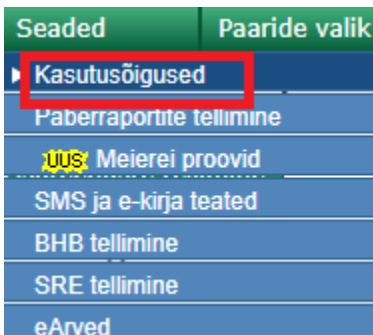 Seaded Paaride valik
Kasutusõigused
Paberraportite tellimine
UUS Meierei proovid
SMS ja e-kirja teated
BHB tellimine
SRE tellimine
eArved